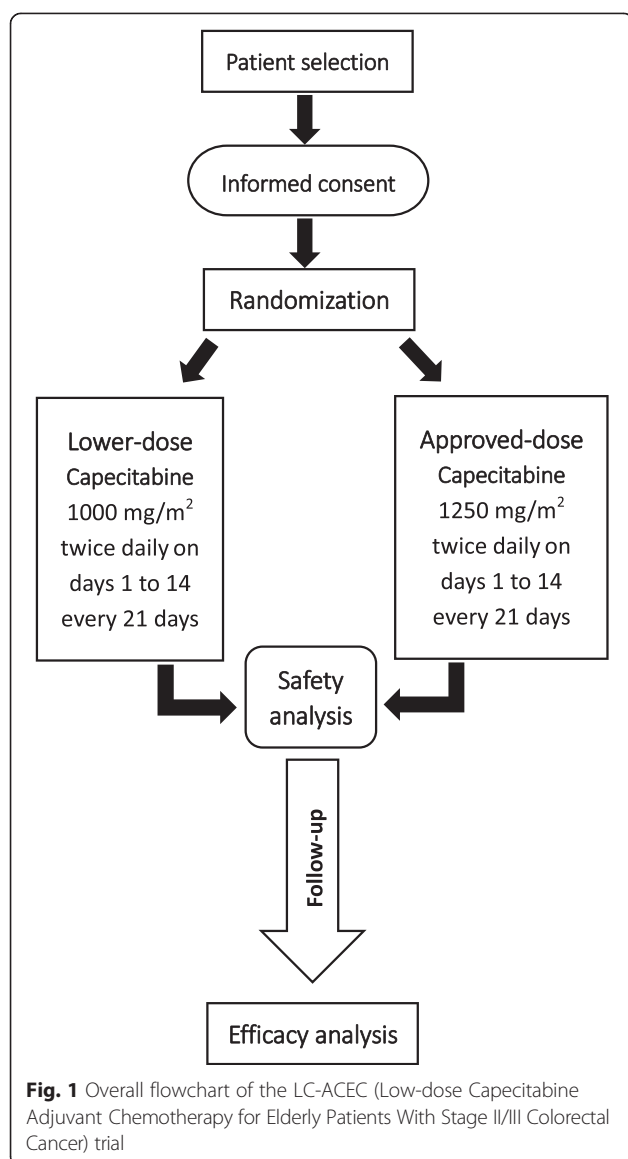 Patient selection
Informed consent
Randomization
Lower-dose
Capecitabine
1000 mg/m²
twice daily on
days 1 to 14
every 21 days
Approved-dose
Capecitabine
1250 mg/m²
twice daily on
days 1 to 14
every 21 days
Safety
analysis
Follow-up
Efficacy analysis
Fig. 1 Overall flowchart of the LC-ACEC (Low-dose Capecitabine
Adjuvant Chemotherapy for Elderly Patients With Stage II/III Colorectal
Cancer) trial